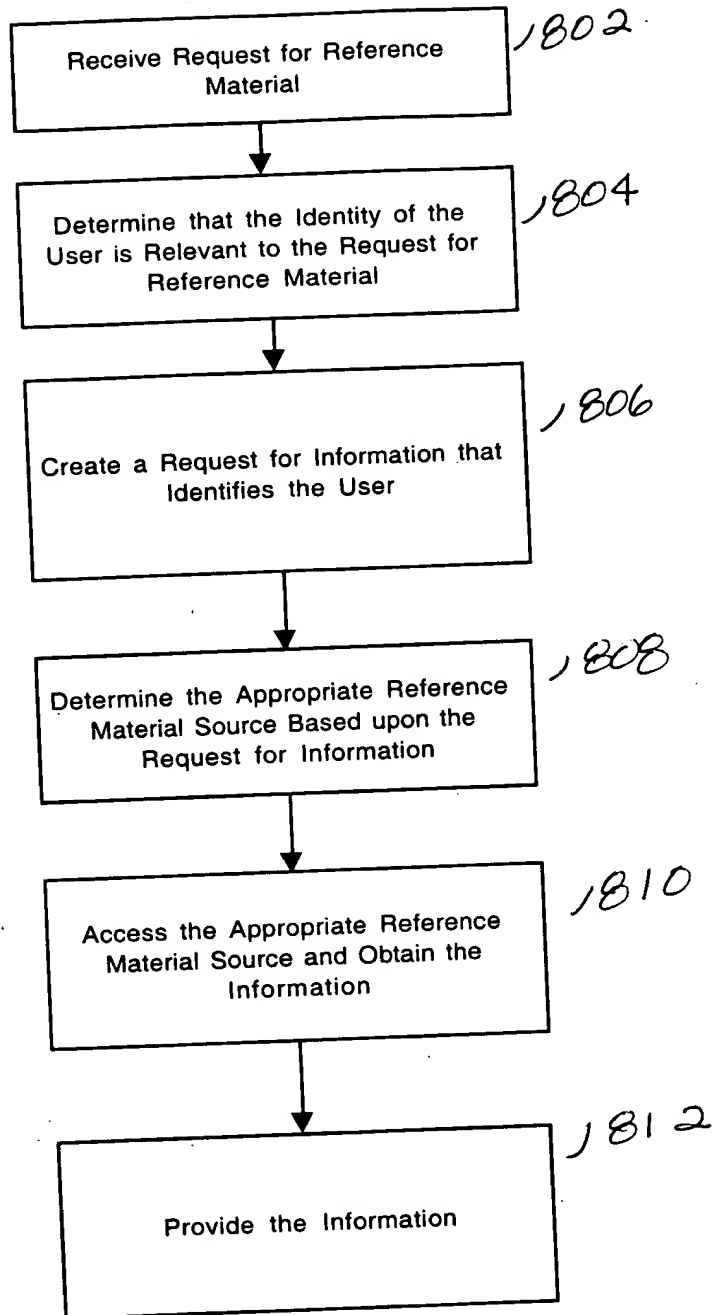 Receive Request for Reference
Material
1802
Determine that the Identity of the
User is Relevant to the Request for
Reference Material
1804
Create a Request for Information that
Identifies the User
1806
Determine the Appropriate Reference
Material Source Based upon the
Request for Information
1808
Access the Appropriate Reference
Material Source and Obtain the
Information
1810
Provide the Information
1812